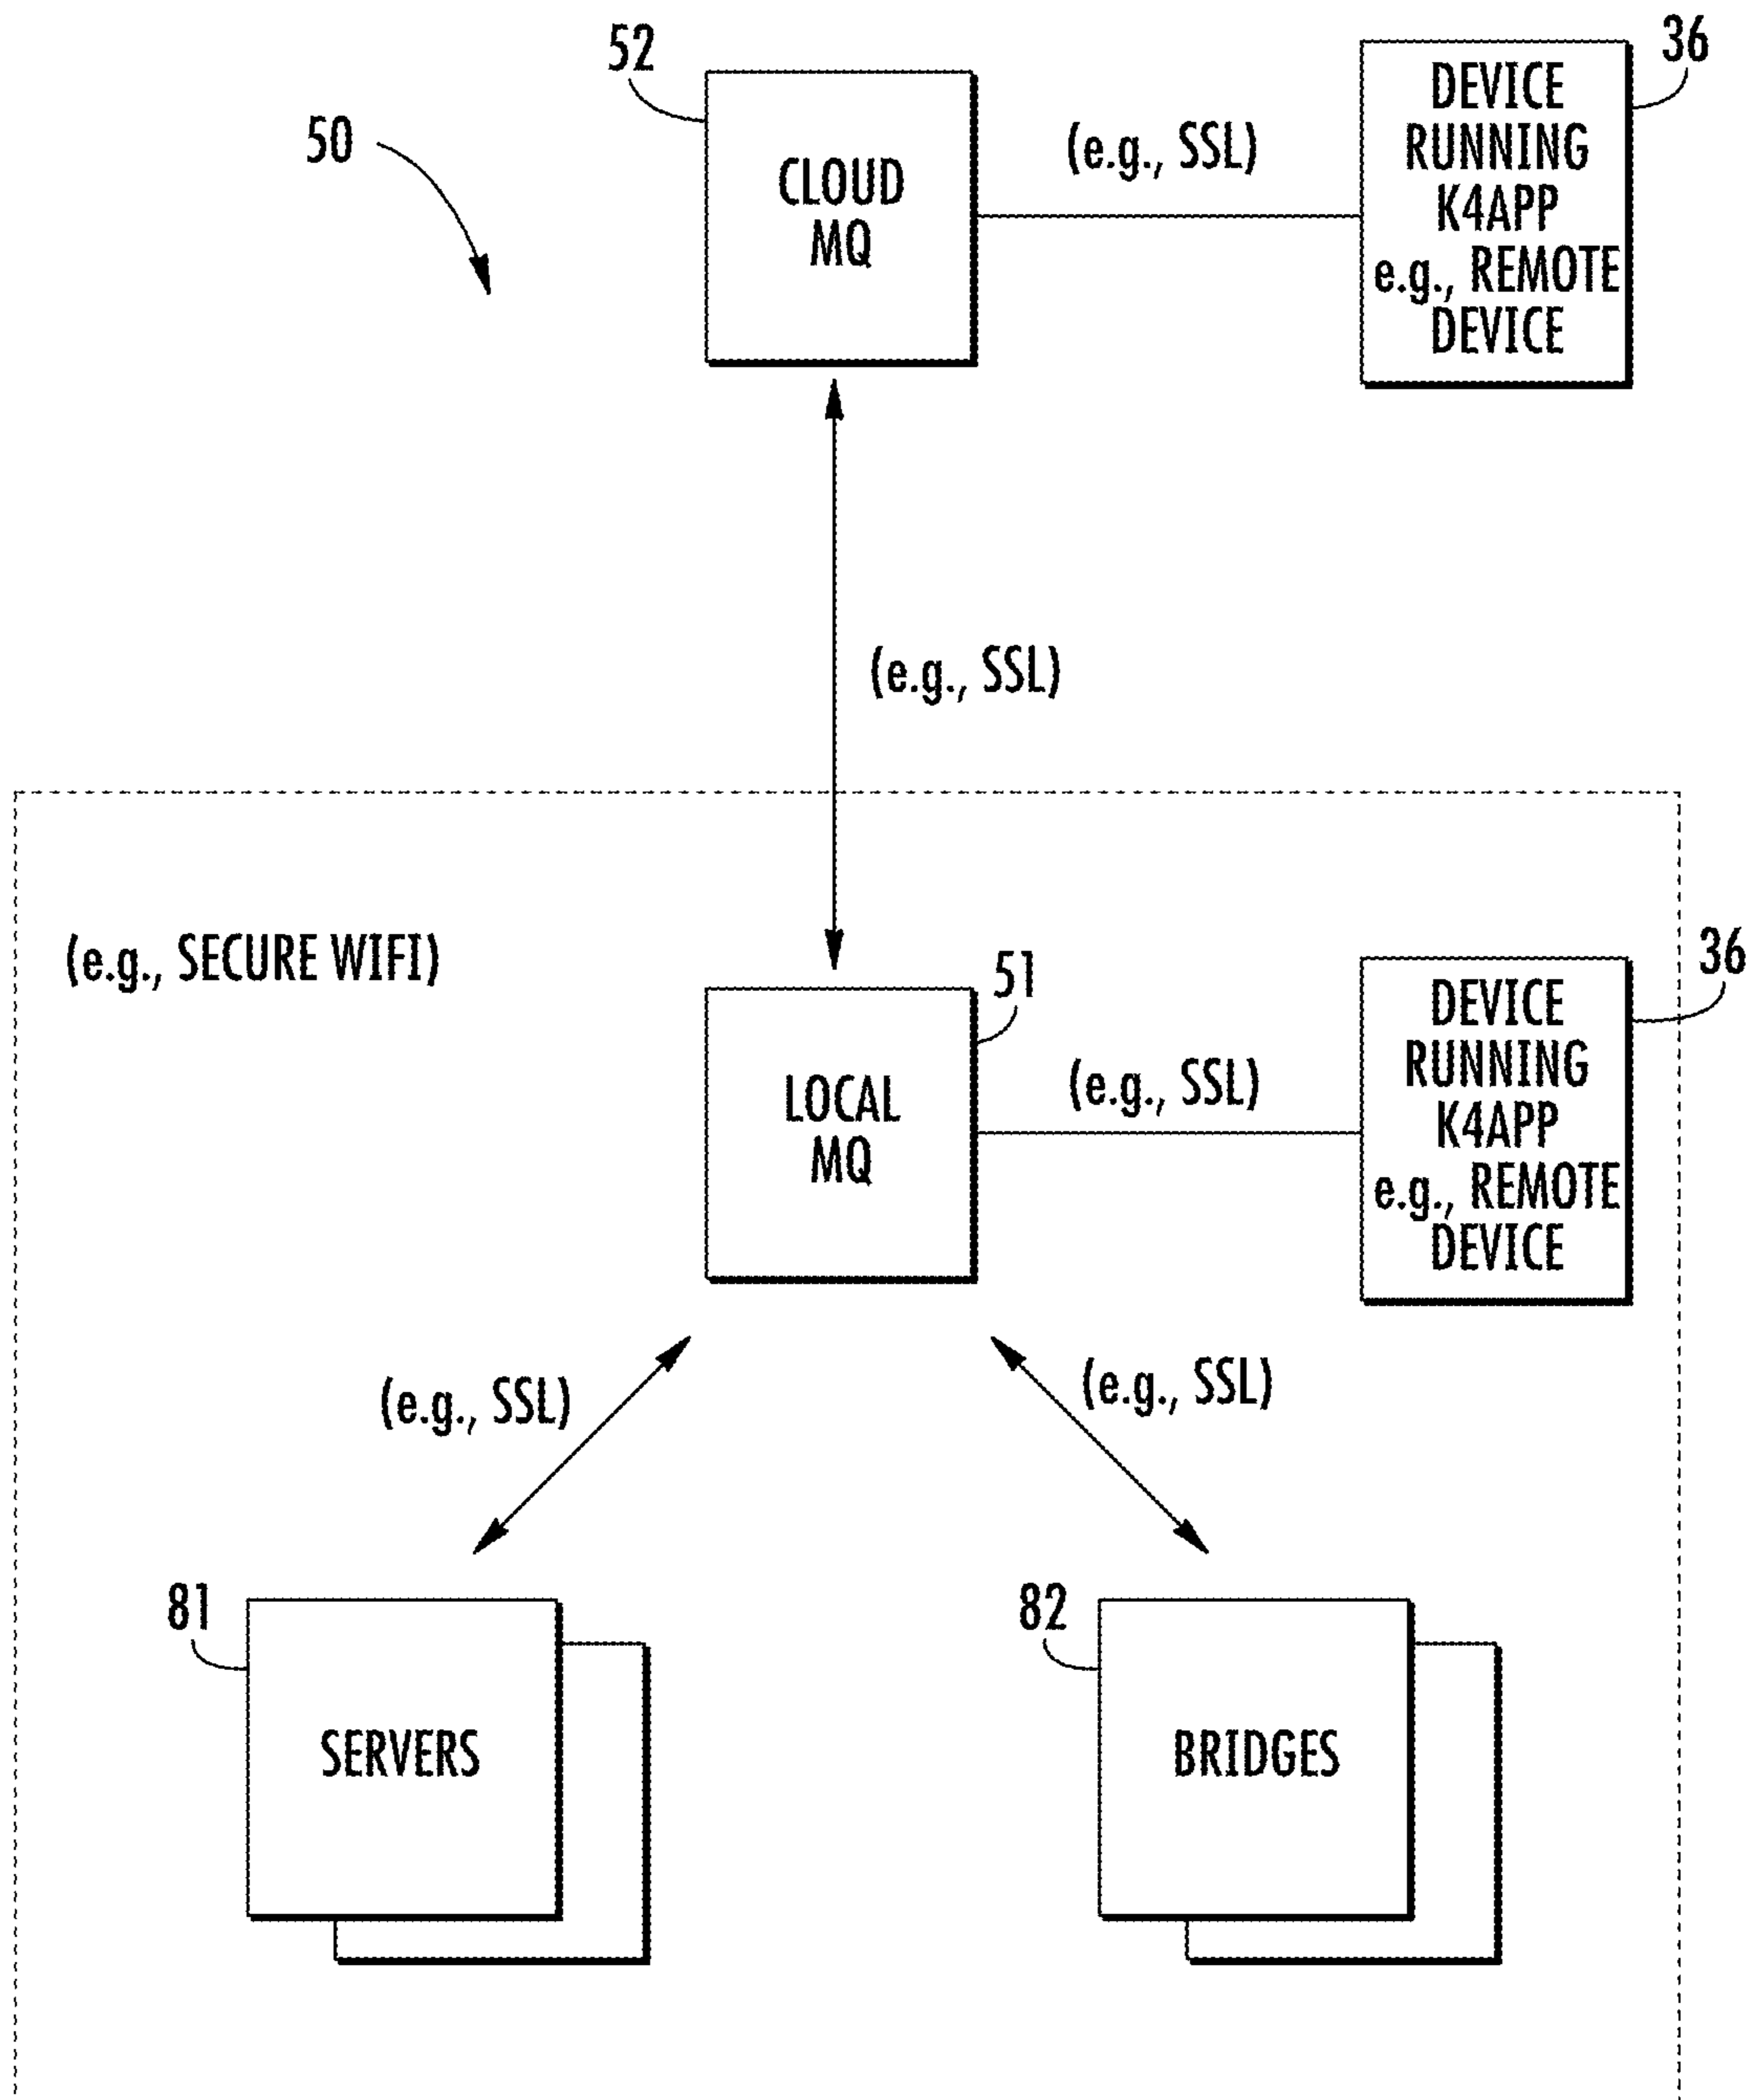 52
36
50
CLOUD
MQ
(e.g., SSL)
DEVICE
RUNNING
K4APP
e.g., REMOTE
DEVICE
(e.g., SSL)
(e.g., SECURE WIFI)
51
36
LOCAL
MQ
(e.g., SSL)
DEVICE
RUNNING
K4APP
e.g., REMOTE
DEVICE
(e.g., SSL)
(e.g., SSL)
81
82
SERVERS
BRIDGES